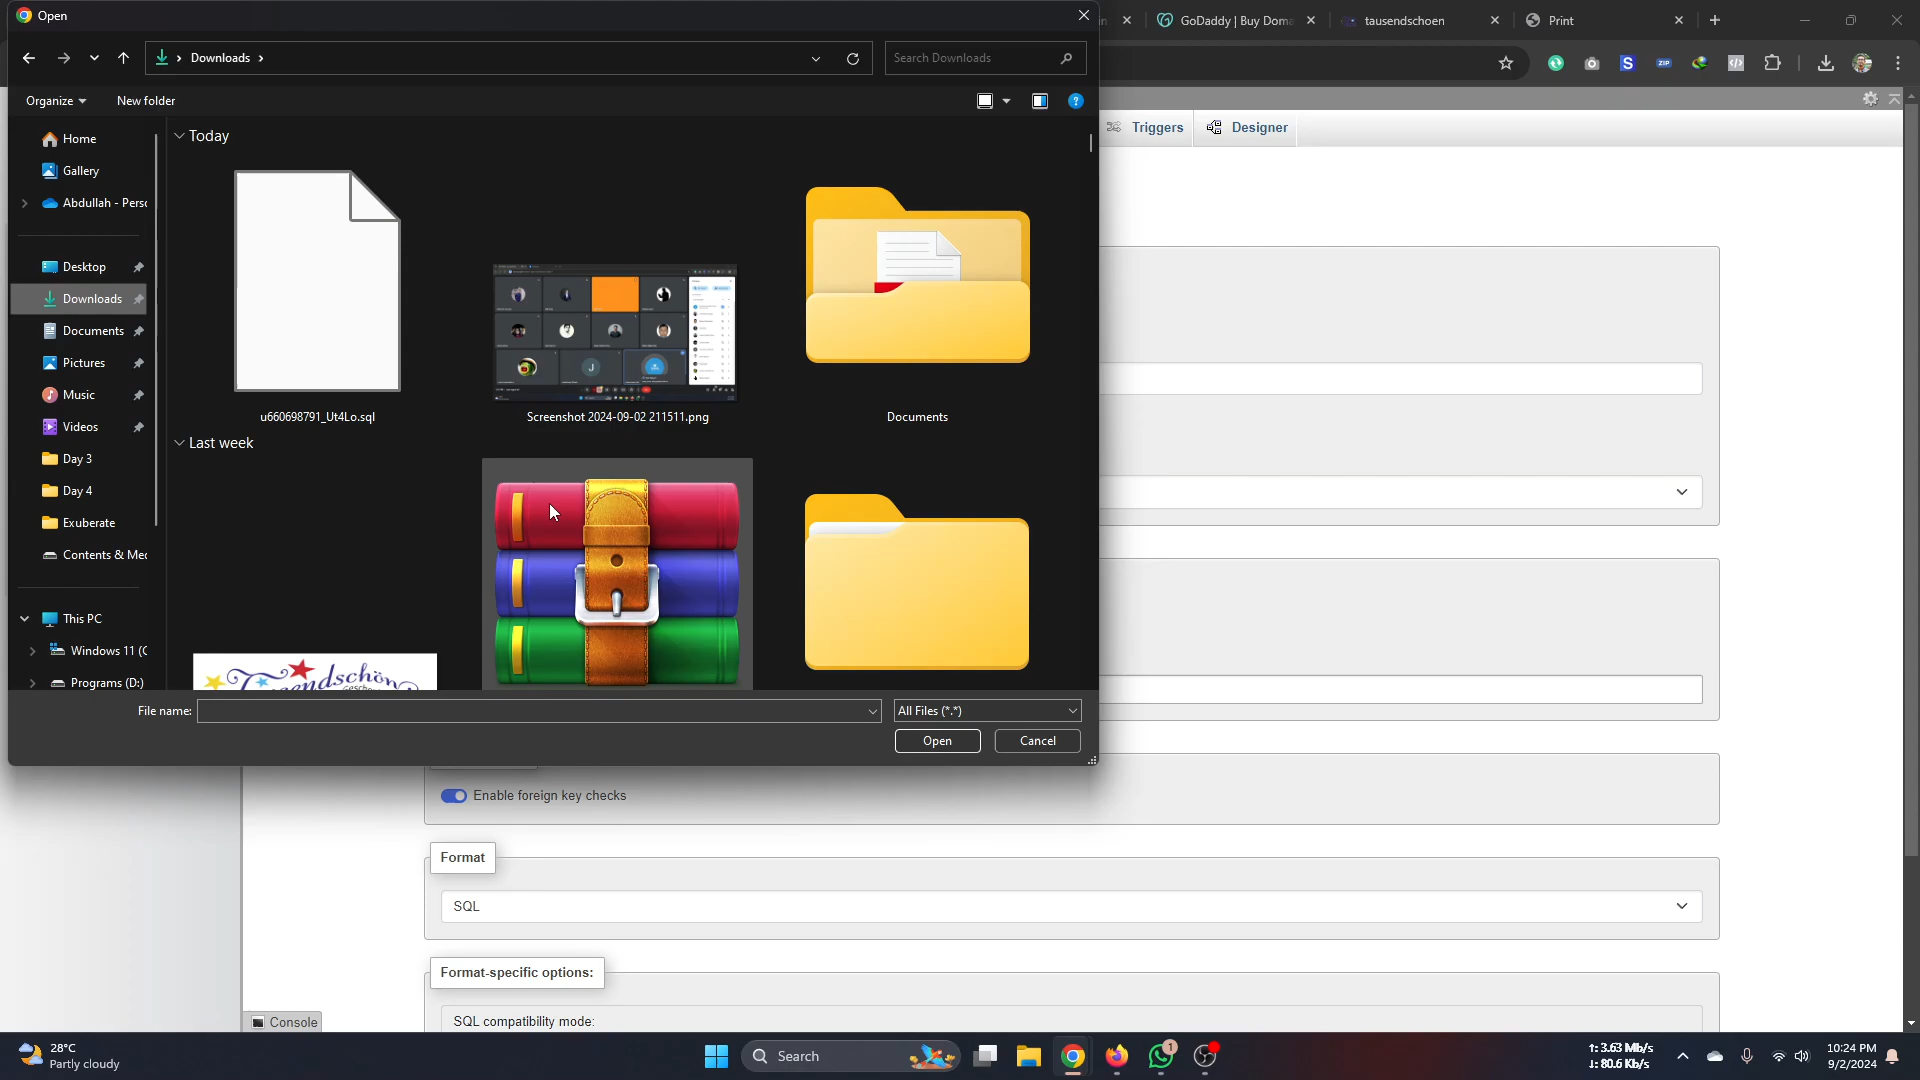 Open
GoDaddy | Buy Doma
tausendschoen
Print
Downloads
Search Downloads
Organize
New folder
Triggers
Designer
Home
Gallery
Abdullah - Perso
Desktop
Downloads
Documents
Pictures
Music
Videos
Day 3
Day 4
Exuberate
Contents & Med
This PC
Windows 11 (C
Programs (D:)
Today
u660698791_Ut4Lo.sql
Screenshot 2024-09-02 211511.png
Documents
Last week
File name:
All Files (*.*)
Open
Cancel
Enable foreign key checks
Format
SQL
Format-specific options:
SQL compatibility mode:
Console
28°C
Partly cloudy
Search
1
↑: 3.63 Mb/s
↓: 80.6 Kb/s
10:24 PM
9/2/2024